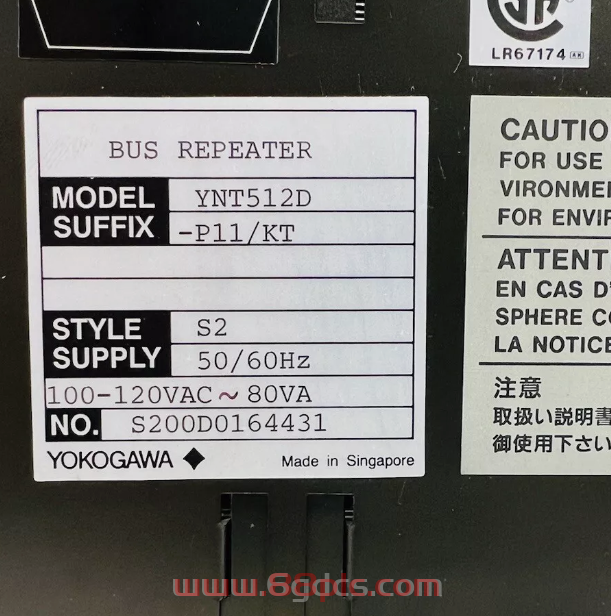 LR67174
BUS REPEATER
MODEL YNT512D
SUFFIX -P11/KT
STYLE S2
SUPPLY 50/60Hz
100-120VAC ~ 80VA
NO. S200D0164431
YOKOGAWA ◆ Made in Singapore
CAUTIO
FOR USE
VIRONME
FOR ENVI
ATTENT
EN CAS D'
SPHERE C
LA NOTICE
注意
取扱い説明書
御使用下さい
www.6gdcs.com